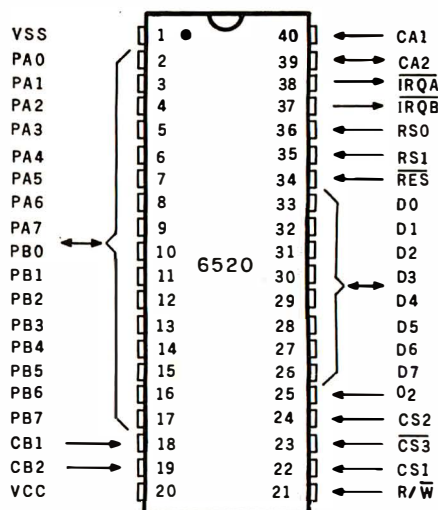 VSS 1 40 CA1
PA0 2 39 CA2
PA1 3 38 IRQA
PA2 4 37 IRQB
PA3 5 36 RS0
PA4 6 35 RS1
PA5 7 34 RES
PA6 8 33 D0
PA7 9 32 D1
PB0 10 31 D2
6520
PB1 11 30 D3
PB2 12 29 D4
PB3 13 28 D5
PB4 14 27 D6
PB5 15 26 D7
PB6 16 25 O2
PB7 17 24 CS2
CB1 18 23 CS3
CB2 19 22 CS1
VCC 20 21 R/W